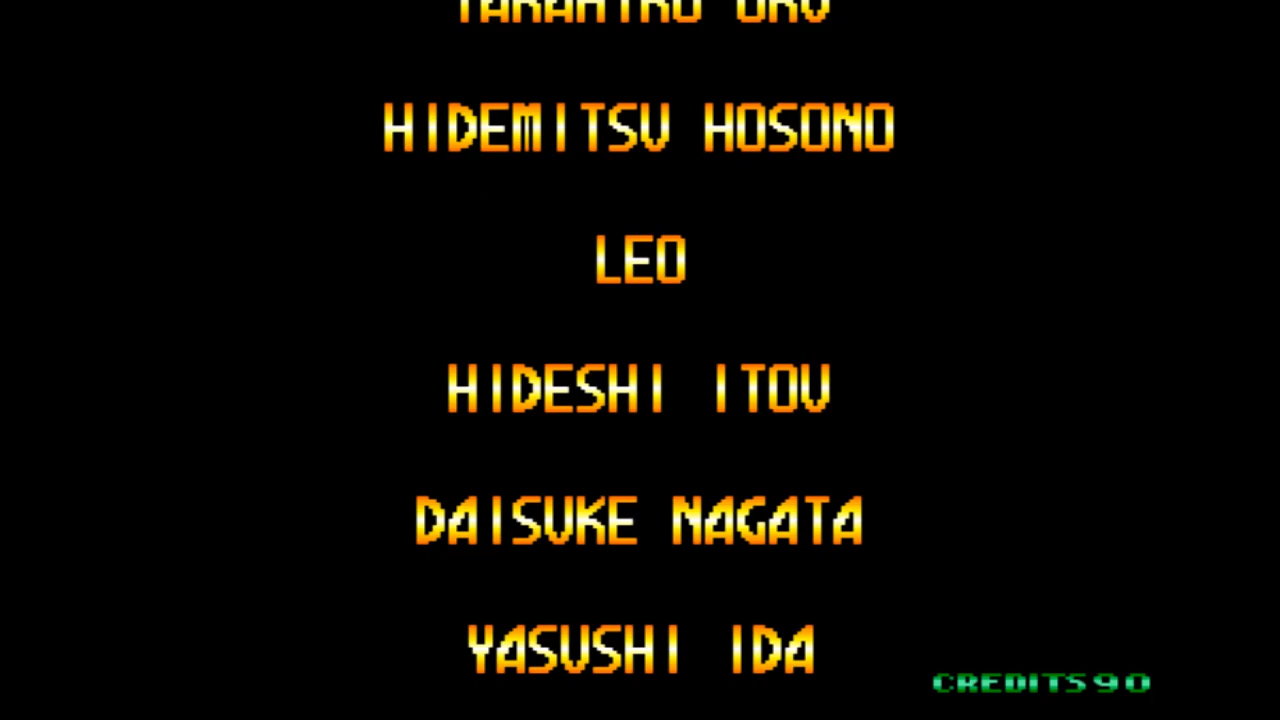 HIDEMITSU HOSONO
LEO
HIDESHI ITOU
DAISUKE NAGATA
YASUSHI IDA
CREDITS 90